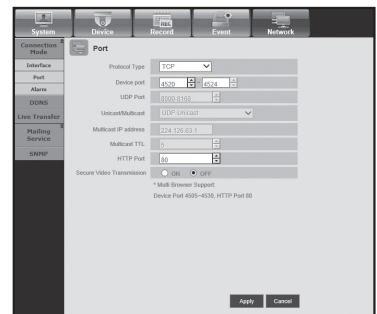 System Device Record Event Network
REC
Connection Mode
Interface
Port
Alarm
DDNS
Live Transfer
Mailing Service
SNMP
Port
Protocol Type TCP
Device port 4520 - 4524
UDP Port 8000-8160
Unicast/Multicast UDP-Unicast
Multicast IP address 224.126.63.1
Multicast TTL 5
HTTP Port 80
Secure Video Transmission ON OFF
* Multi Browser Support:
Device Port 4505~4530, HTTP Port 80
Apply Cancel